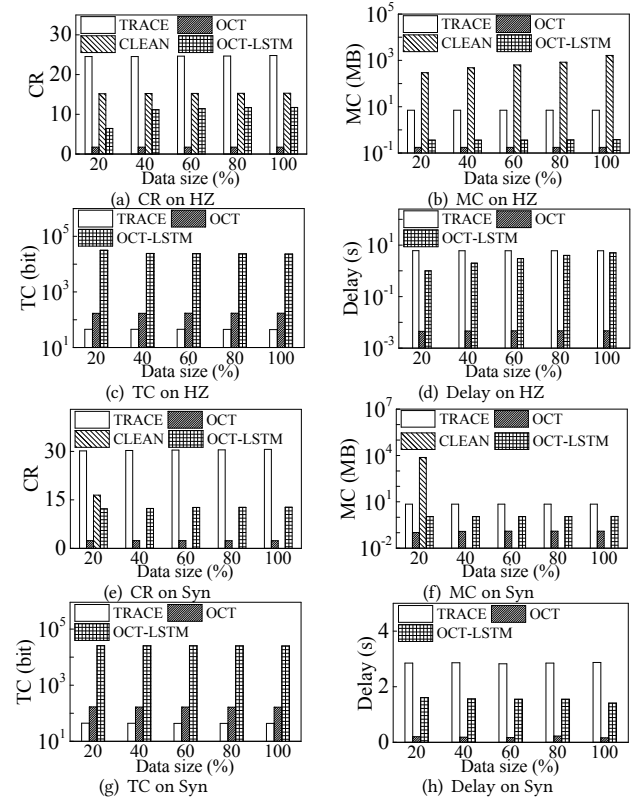 TRACE OCT
CLEAN OCT-LSTM
CR
30
20
10
0
20 40 60 80 100
Data size (%)
(a) CR on HZ
TRACE OCT
CLEAN OCT-LSTM
MC (MB)
10^5
10^3
10^1
10^-1
20 40 60 80 100
Data size (%)
(b) MC on HZ
TRACE OCT
OCT-LSTM
TC (bit)
10^5
10^3
10^1
20 40 60 80 100
Data size (%)
(c) TC on HZ
TRACE OCT
OCT-LSTM
Delay (s)
10^1
10^-1
10^-3
20 40 60 80 100
Data size (%)
(d) Delay on HZ
TRACE OCT
CLEAN OCT-LSTM
CR
30
15
0
20 40 60 80 100
Data size (%)
(e) CR on Syn
TRACE OCT
CLEAN OCT-LSTM
MC (MB)
10^7
10^4
10^1
10^-2
20 40 60 80 100
Data size (%)
(f) MC on Syn
TRACE OCT
OCT-LSTM
TC (bit)
10^5
10^3
10^1
20 40 60 80 100
Data size (%)
(g) TC on Syn
TRACE OCT
OCT-LSTM
Delay (s)
4
2
0
20 40 60 80 100
Data size (%)
(h) Delay on Syn